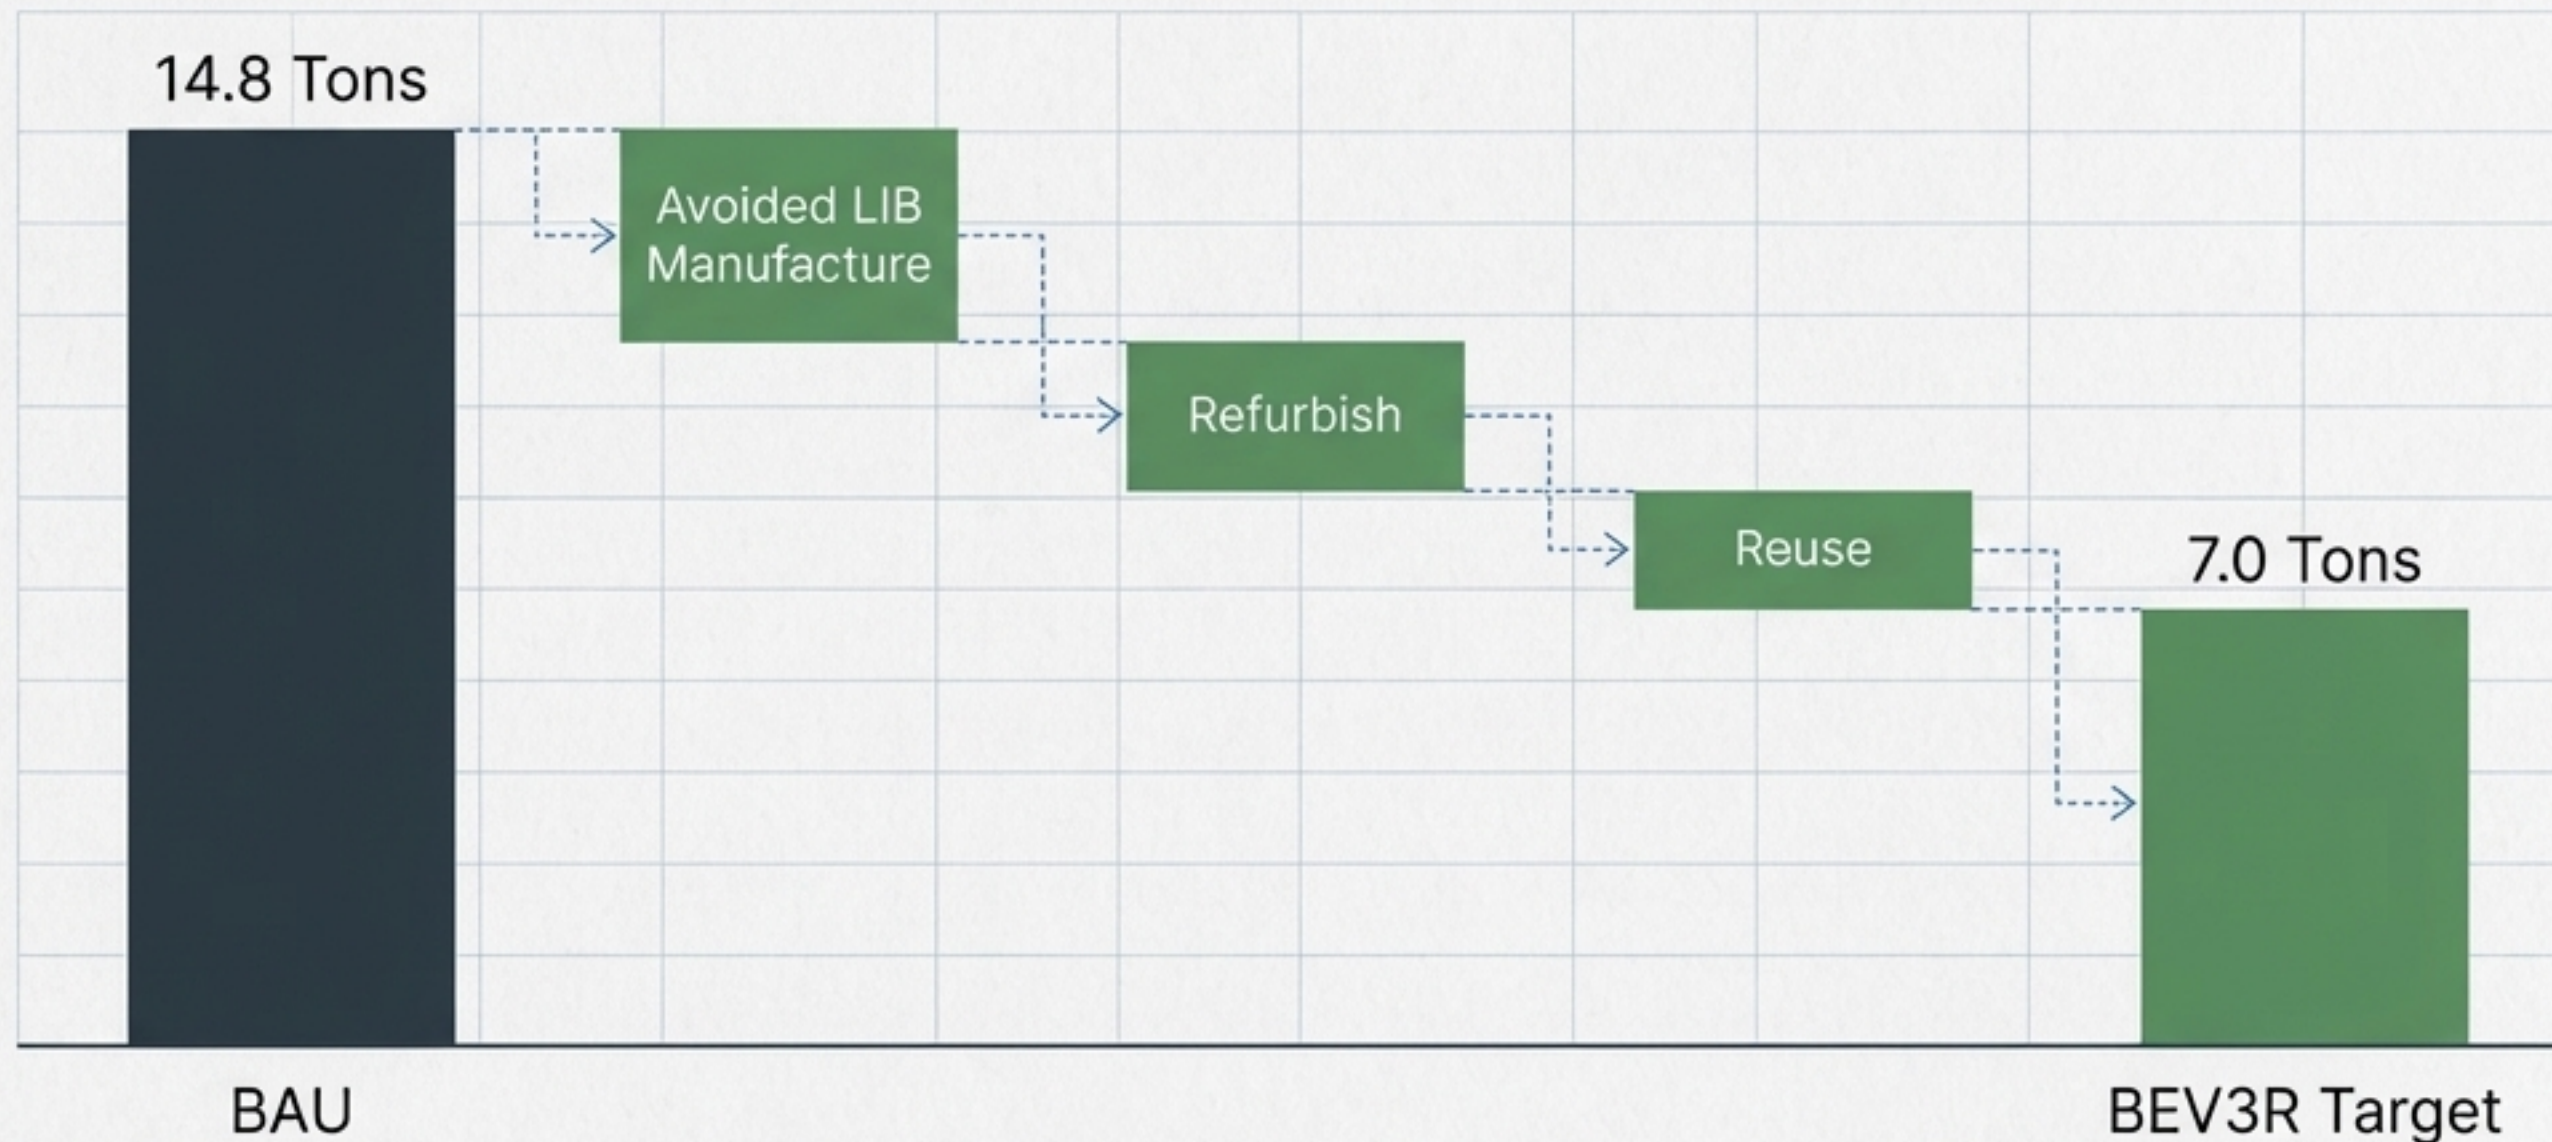 14.8 Tons
Avoided LIB
Manufacture
Refurbish
Reuse
7.0 Tons
BAU
BEV3R Target